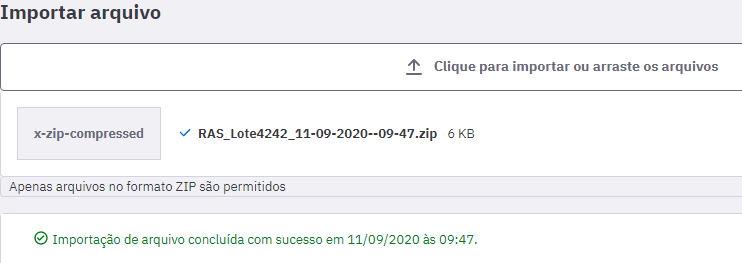 Importar arquivo
Clique para importar ou arraste os arquivos
x-zip-compressed
RAS_Lote4242_11-09-2020--09-47.zip 6 KB
Apenas arquivos no formato ZIP são permitidos
Importação de arquivo concluída com sucesso em 11/09/2020 às 09:47.